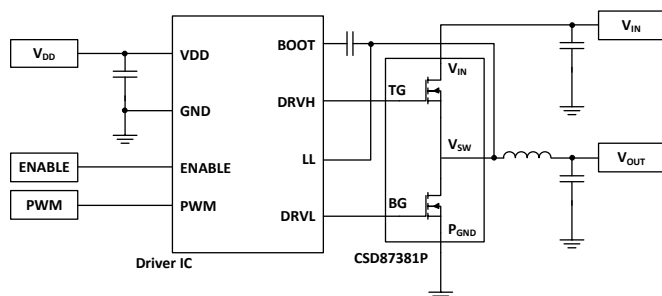 VDD
VDD
GND
ENABLE
ENABLE
PWM
PWM
BOOT
DRVH
LL
DRVL
Driver IC
TG
BG
VIN
VSW
PGND
CSD87381P
VIN
VOUT